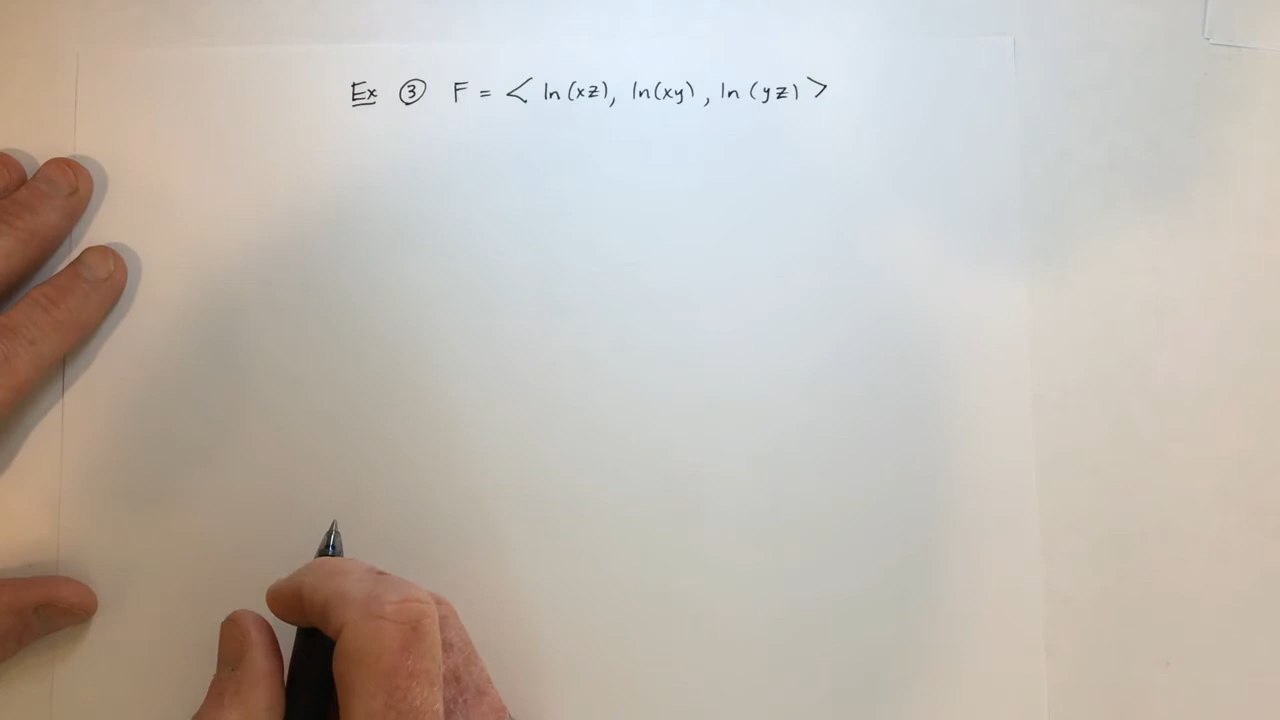 Ex ③ F = < ln(xz), ln(xy), ln(yz) >